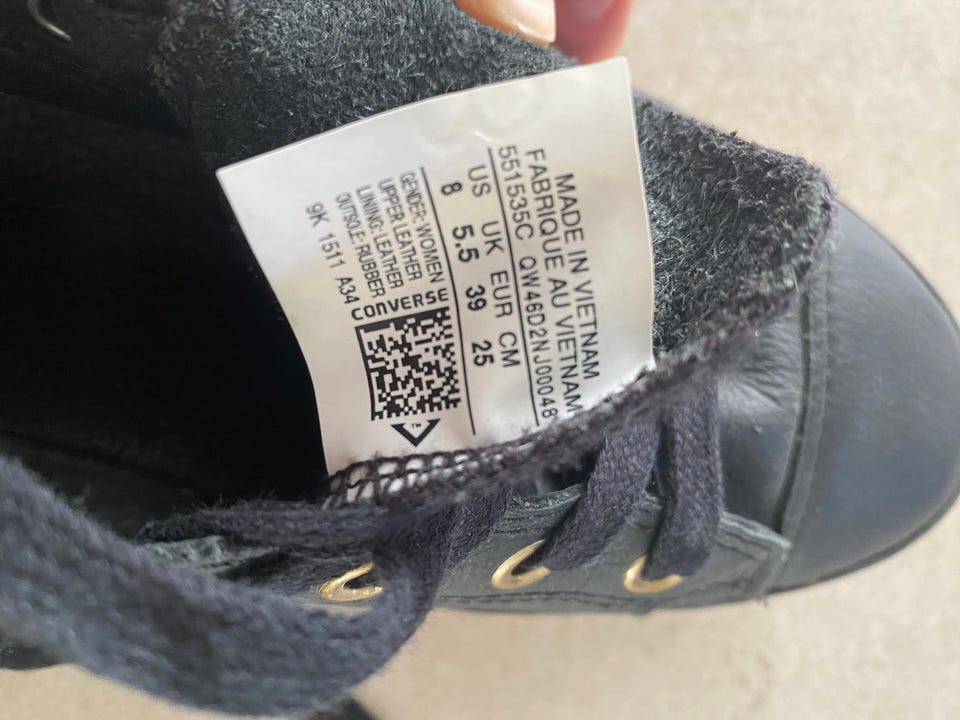 MADE IN VIETNAM
FABRIQUE AU VIETNAM
551535C QW46D2NJ00048
US UK EUR CM
8 5.5 39 25
GENDER: WOMEN
UPPER LEATHER
LINING: LEATHER
OUTSOLE: RUBBER
9K 1511 A34
CONVERSE